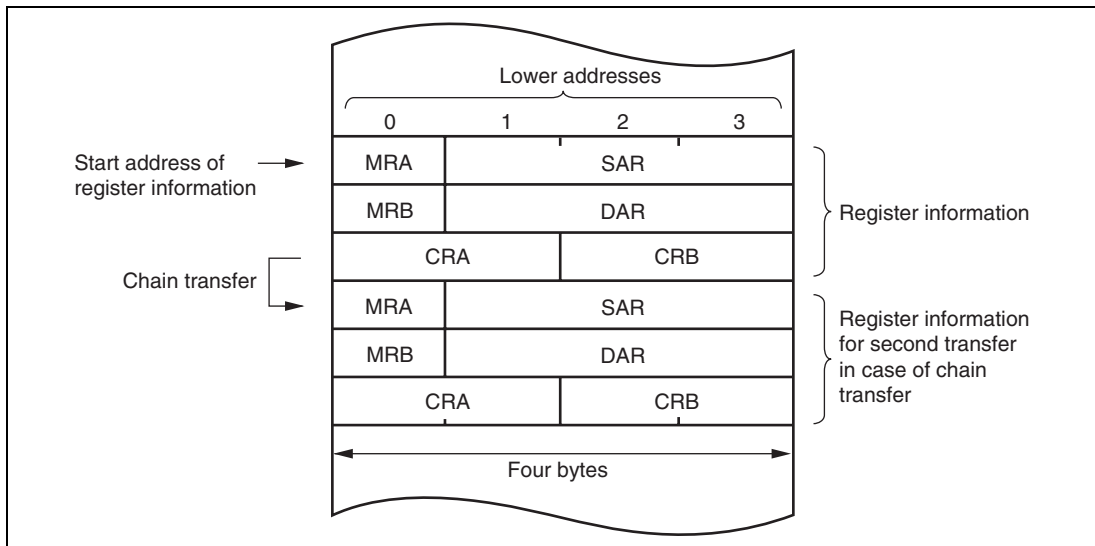 Lower addresses
0 1 2 3
Start address of
register information
MRA SAR
MRB DAR
CRA CRB
Register information
Chain transfer
MRA SAR
MRB DAR
CRA CRB
Register information
for second transfer
in case of chain
transfer
Four bytes